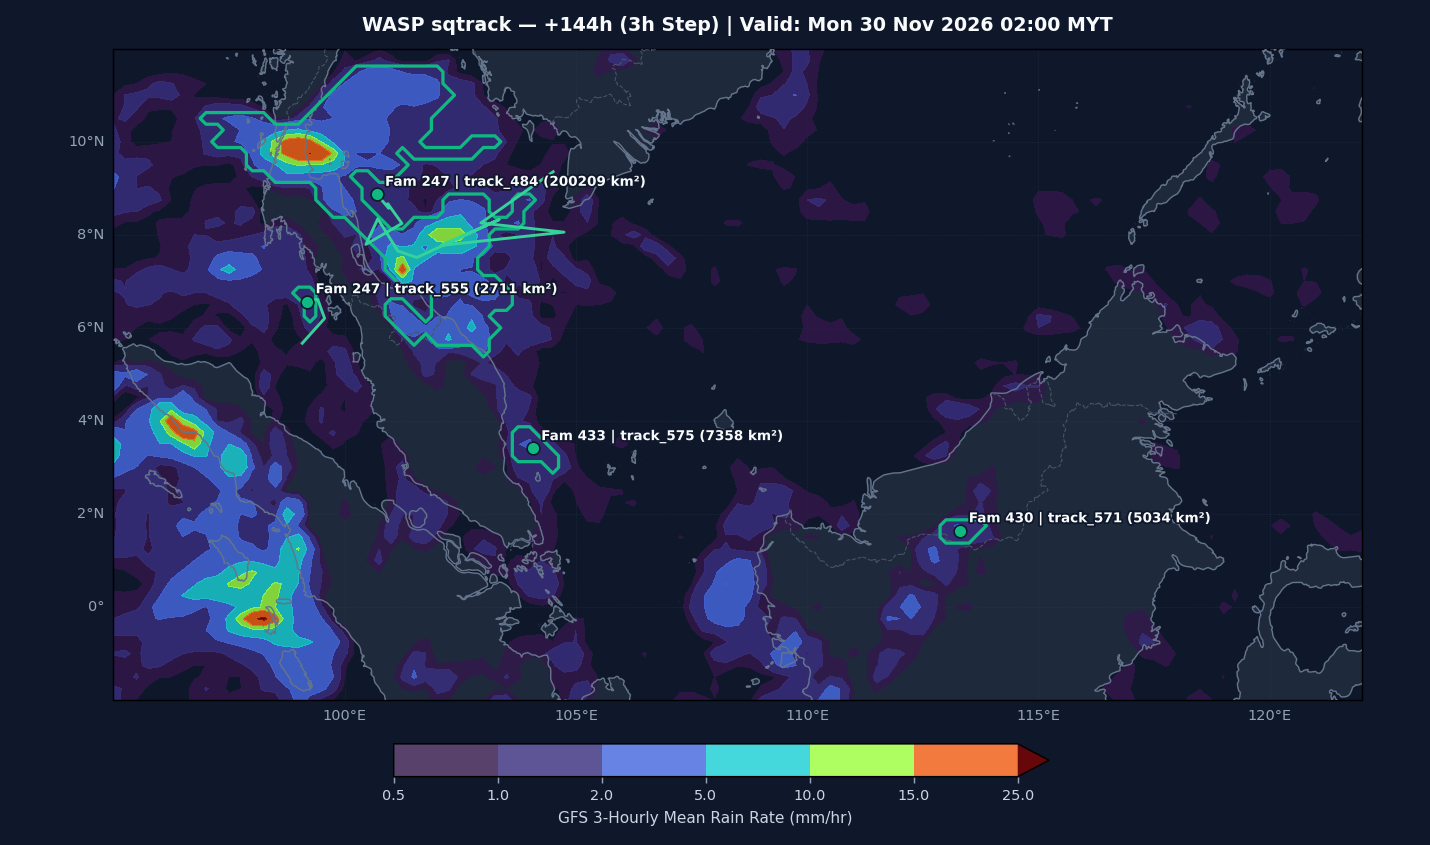 WASP sqtrack — +144h (3h Step) | Valid: Mon 30 Nov 2026 02:00 MYT
10°N
Fam 247 | track_484 (200209 km²)
8°N
Fam 247 | track_555 (2711 km²)
6°N
4°N
Fam 433 | track_575 (7358 km²)
2°N
Fam 430 | track_571 (5034 km²)
0°
100°E 105°E 110°E 115°E 120°E
0.5 1.0 2.0 5.0 10.0 15.0 25.0
GFS 3-Hourly Mean Rain Rate (mm/hr)